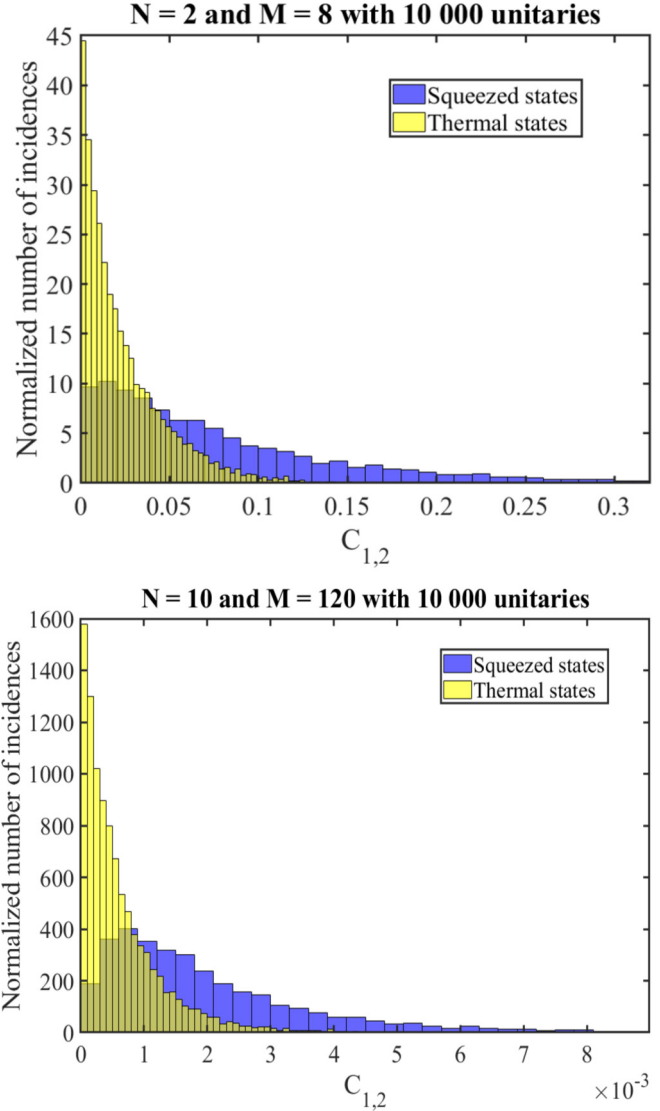 N = 2 and M = 8 with 10 000 unitaries
Normalized number of incidences
45
40
35
30
25
20
15
10
5
0
Squeezed states
Thermal states
0 0.05 0.1 0.15 0.2 0.25 0.3
C1,2
N = 10 and M = 120 with 10 000 unitaries
Normalized number of incidences
1600
1400
1200
1000
800
600
400
200
0
Squeezed states
Thermal states
0 1 2 3 4 5 6 7 8
×10-3
C1,2